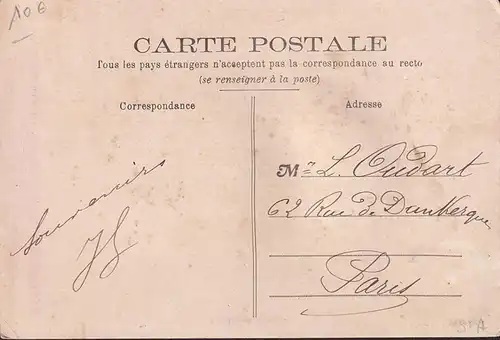 106
CARTE POSTALE
Tous les pays étrangers n'acceptent pas la correspondance au recto
(se renseigner à la poste)
Correspondance
Adresse
Souvenirs
Mr L. Oudart
62 Rue de Dunkerque
Paris